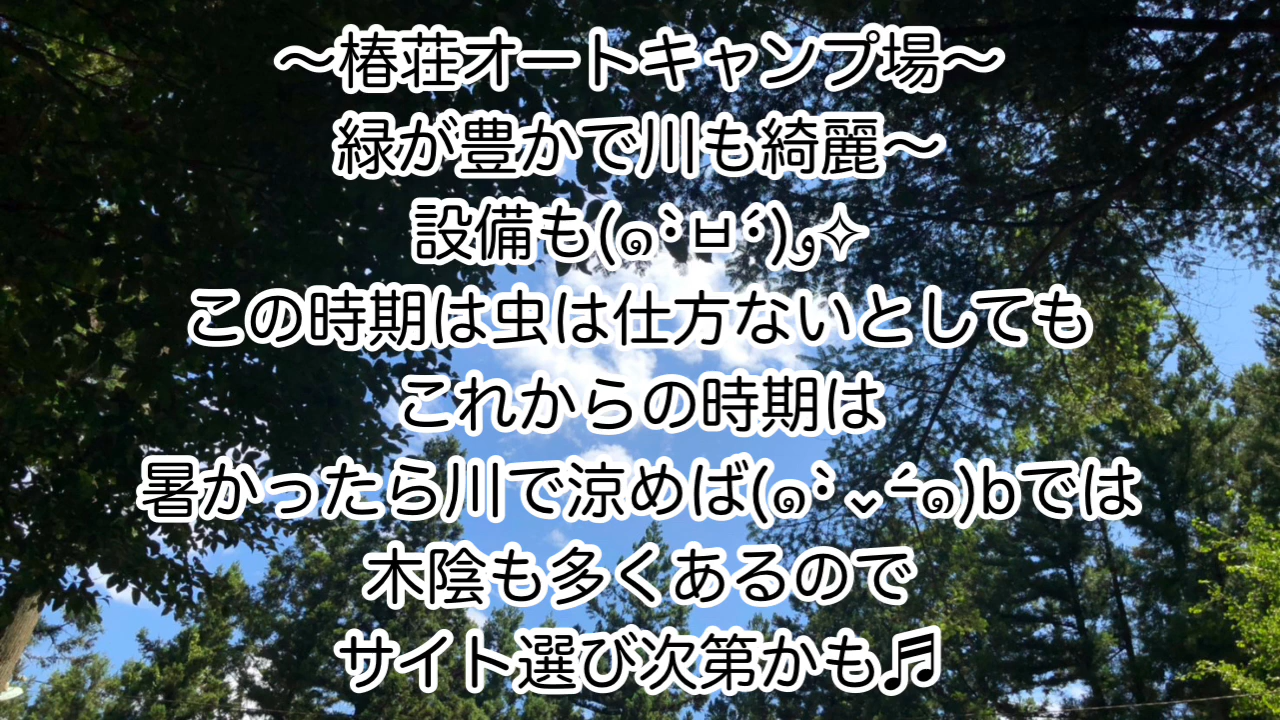 ～椿荘オートキャンプ場～
緑が豊かで川も綺麗～
設備も(๑•̀ㅂ•́)و✧
この時期は虫は仕方ないとしても
これからの時期は
暑かったら川で涼めば(๑•̀ᴗ-๑)bでは
木陰も多くあるので
サイト選び次第かも♬